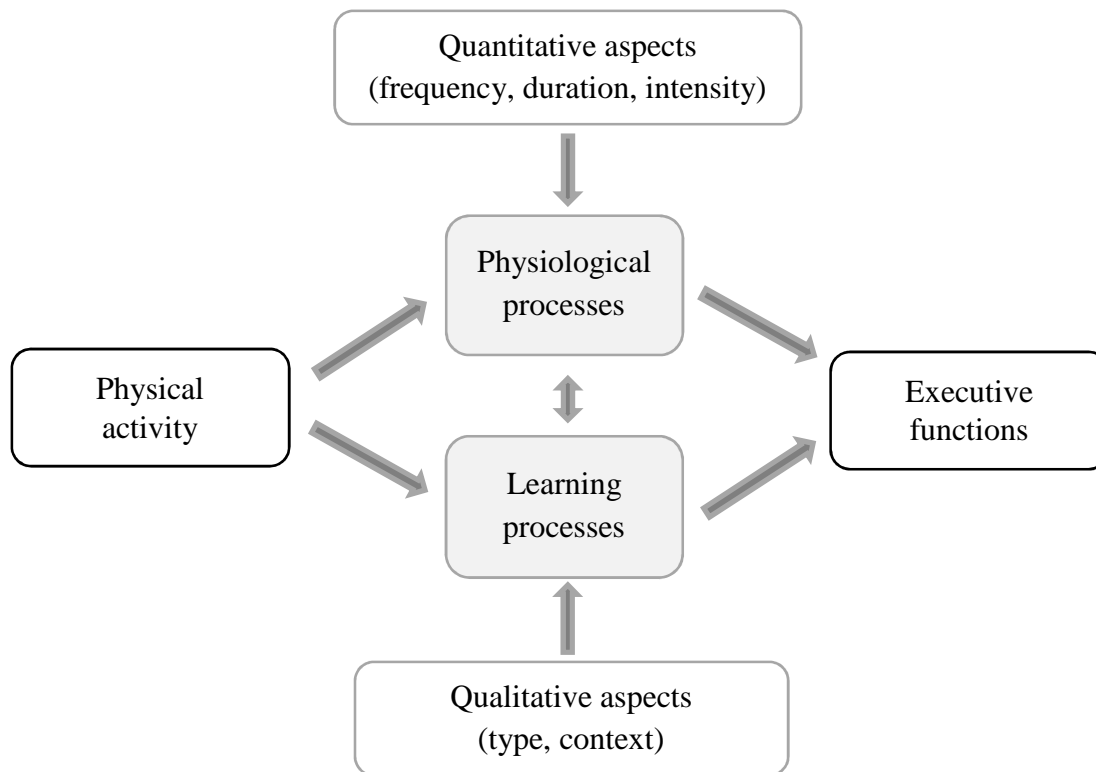 Quantitative aspects
(frequency, duration, intensity)
Physiological
processes
Physical
activity
Executive
functions
Learning
processes
Qualitative aspects
(type, context)